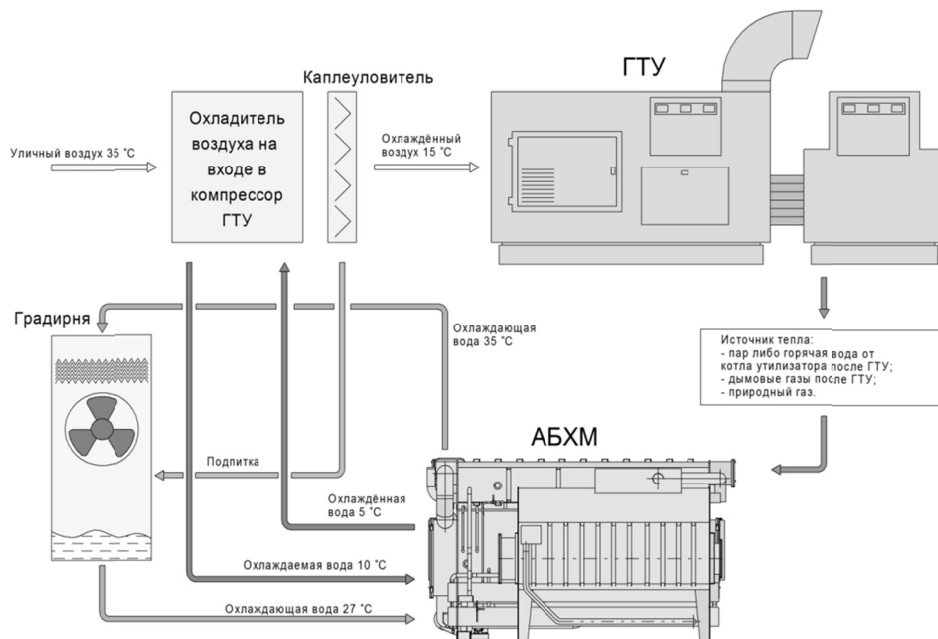 ГТУ
Каплеуловитель
Охладитель
воздуха на
входе в
компрессор
ГТУ
Уличный воздух 35 °С
Охлаждённый
воздух 15 °С
Градирня
Охлаждающая
вода 35 °С
Источник тепла:
- пар либо горячая вода от
котла утилизатора после ГТУ;
- дымовые газы после ГТУ;
- природный газ.
АБХМ
Подпитка
Охлаждённая
вода 5 °С
Охлаждаемая вода 10 °С
Охлаждающая вода 27 °С